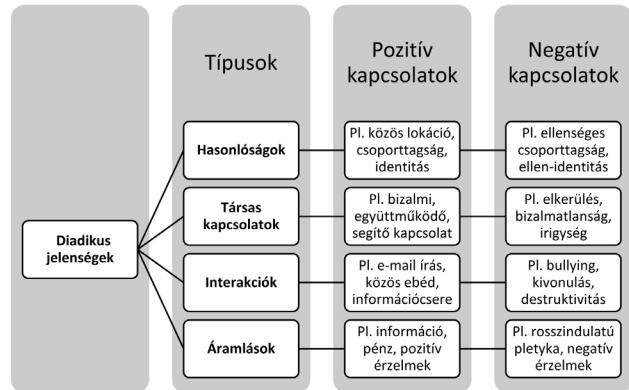 Típusok
Pozitív
kapcsolatok
Negatív
kapcsolatok
Diadikus
jelenségek
Hasonlóságok
Pl. közös lokáció,
csoporttagság,
identitás
Pl. ellenséges
csoporttagság,
ellen-identitás
Társas
kapcsolatok
Pl. bizalmi,
együttműködő,
segítő kapcsolat
Pl. elkerülés,
bizalmatlanság,
irigység
Interakciók
Pl. e-mail írás,
közös ebéd,
információcsere
Pl. bullying,
kivonulás,
destruktivitás
Áramlások
Pl. információ,
pénz, pozitív
érzelmek
Pl. rosszindulatú
pletyka, negatív
érzelmek